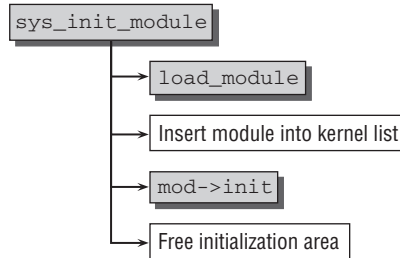 sys_init_module
load_module
Insert module into kernel list
mod->init
Free initialization area